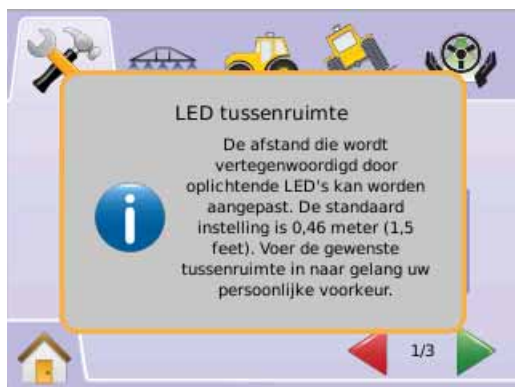 LED tussenruimte
De afstand die wordt
vertegenwoordigd door
oplichtende LED's kan worden
aangepast. De standaard
instelling is 0,46 meter (1,5
feet). Voer de gewenste
tussenruimte in naar gelang uw
persoonlijke voorkeur.
1/3